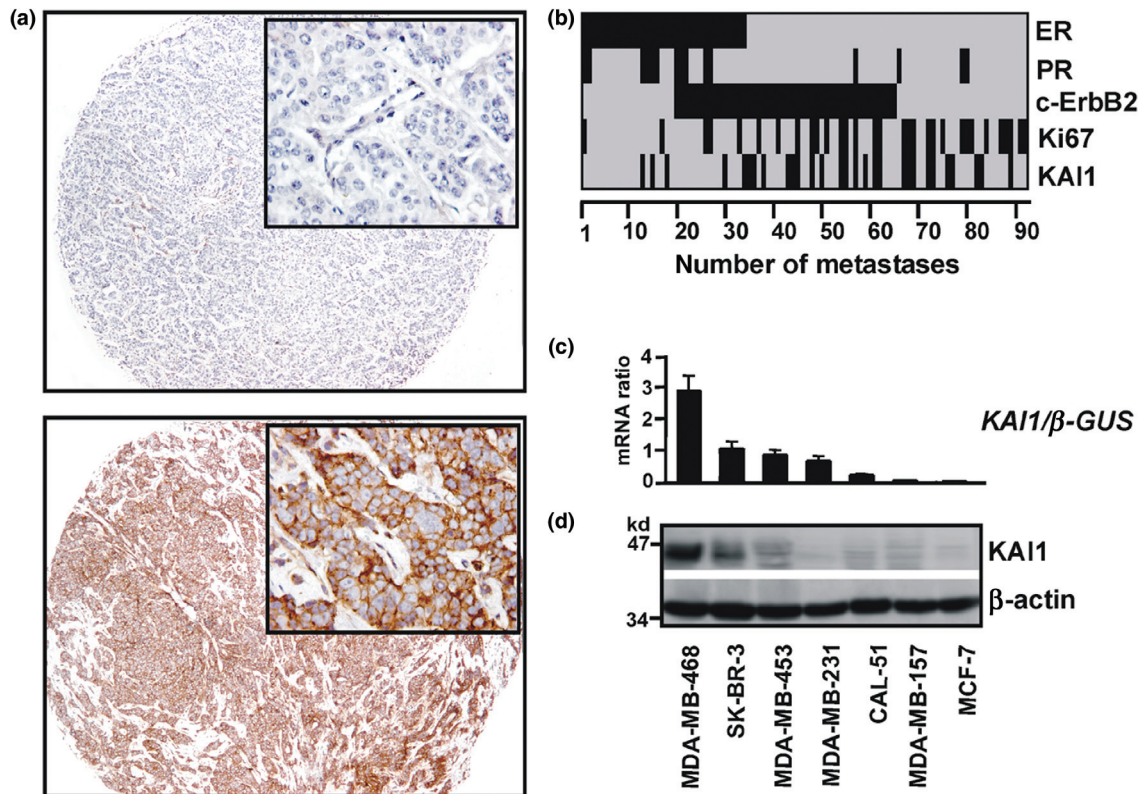 (a)
(b)
ER
PR
c-ErbB2
Ki67
KAI1
1 10 20 30 40 50 60 70 80 90
Number of metastases
(c)
4
3
2
1
0
mRNA ratio
KAI1/β-GUS
(d)
kd
47
34
KAI1
β-actin
MDA-MB-468
SK-BR-3
MDA-MB-453
MDA-MB-231
CAL-51
MDA-MB-157
MCF-7